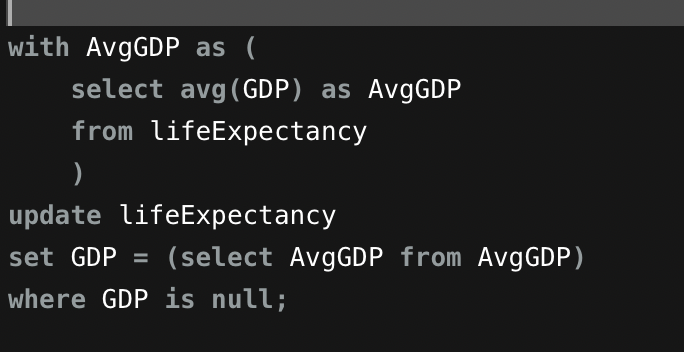 with AvgGDP as (
    select avg(GDP) as AvgGDP
    from lifeExpectancy
    )
update lifeExpectancy
set GDP = (select AvgGDP from AvgGDP)
where GDP is null;